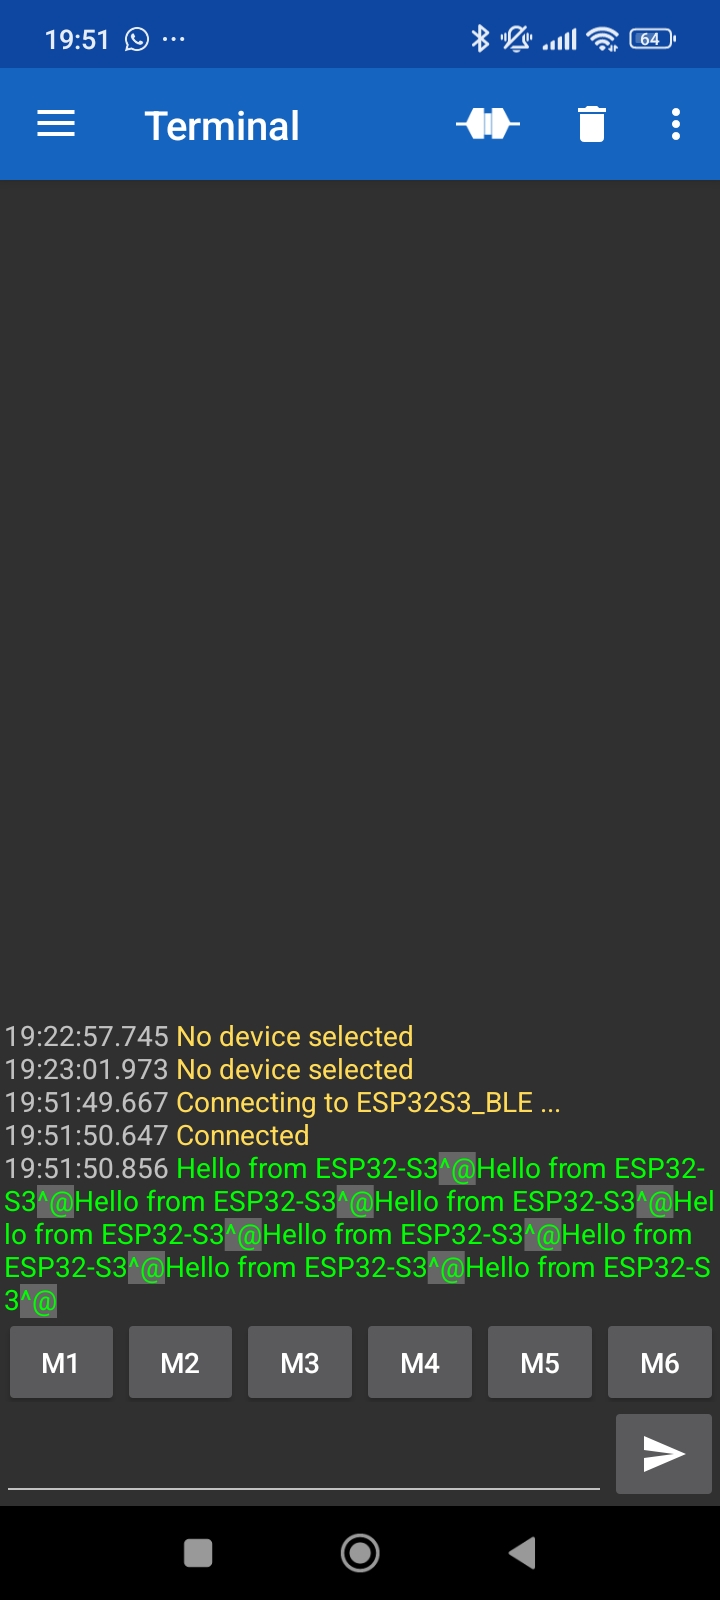 19:51
64
Terminal
19:22:57.745 No device selected
19:23:01.973 No device selected
19:51:49.667 Connecting to ESP32S3_BLE ...
19:51:50.647 Connected
19:51:50.856 Hello from ESP32-S3^@Hello from ESP32-
S3^@Hello from ESP32-S3^@Hello from ESP32-S3^@Hel
lo from ESP32-S3^@Hello from ESP32-S3^@Hello from
ESP32-S3^@Hello from ESP32-S3^@Hello from ESP32-S
3^@
M1 M2 M3 M4 M5 M6